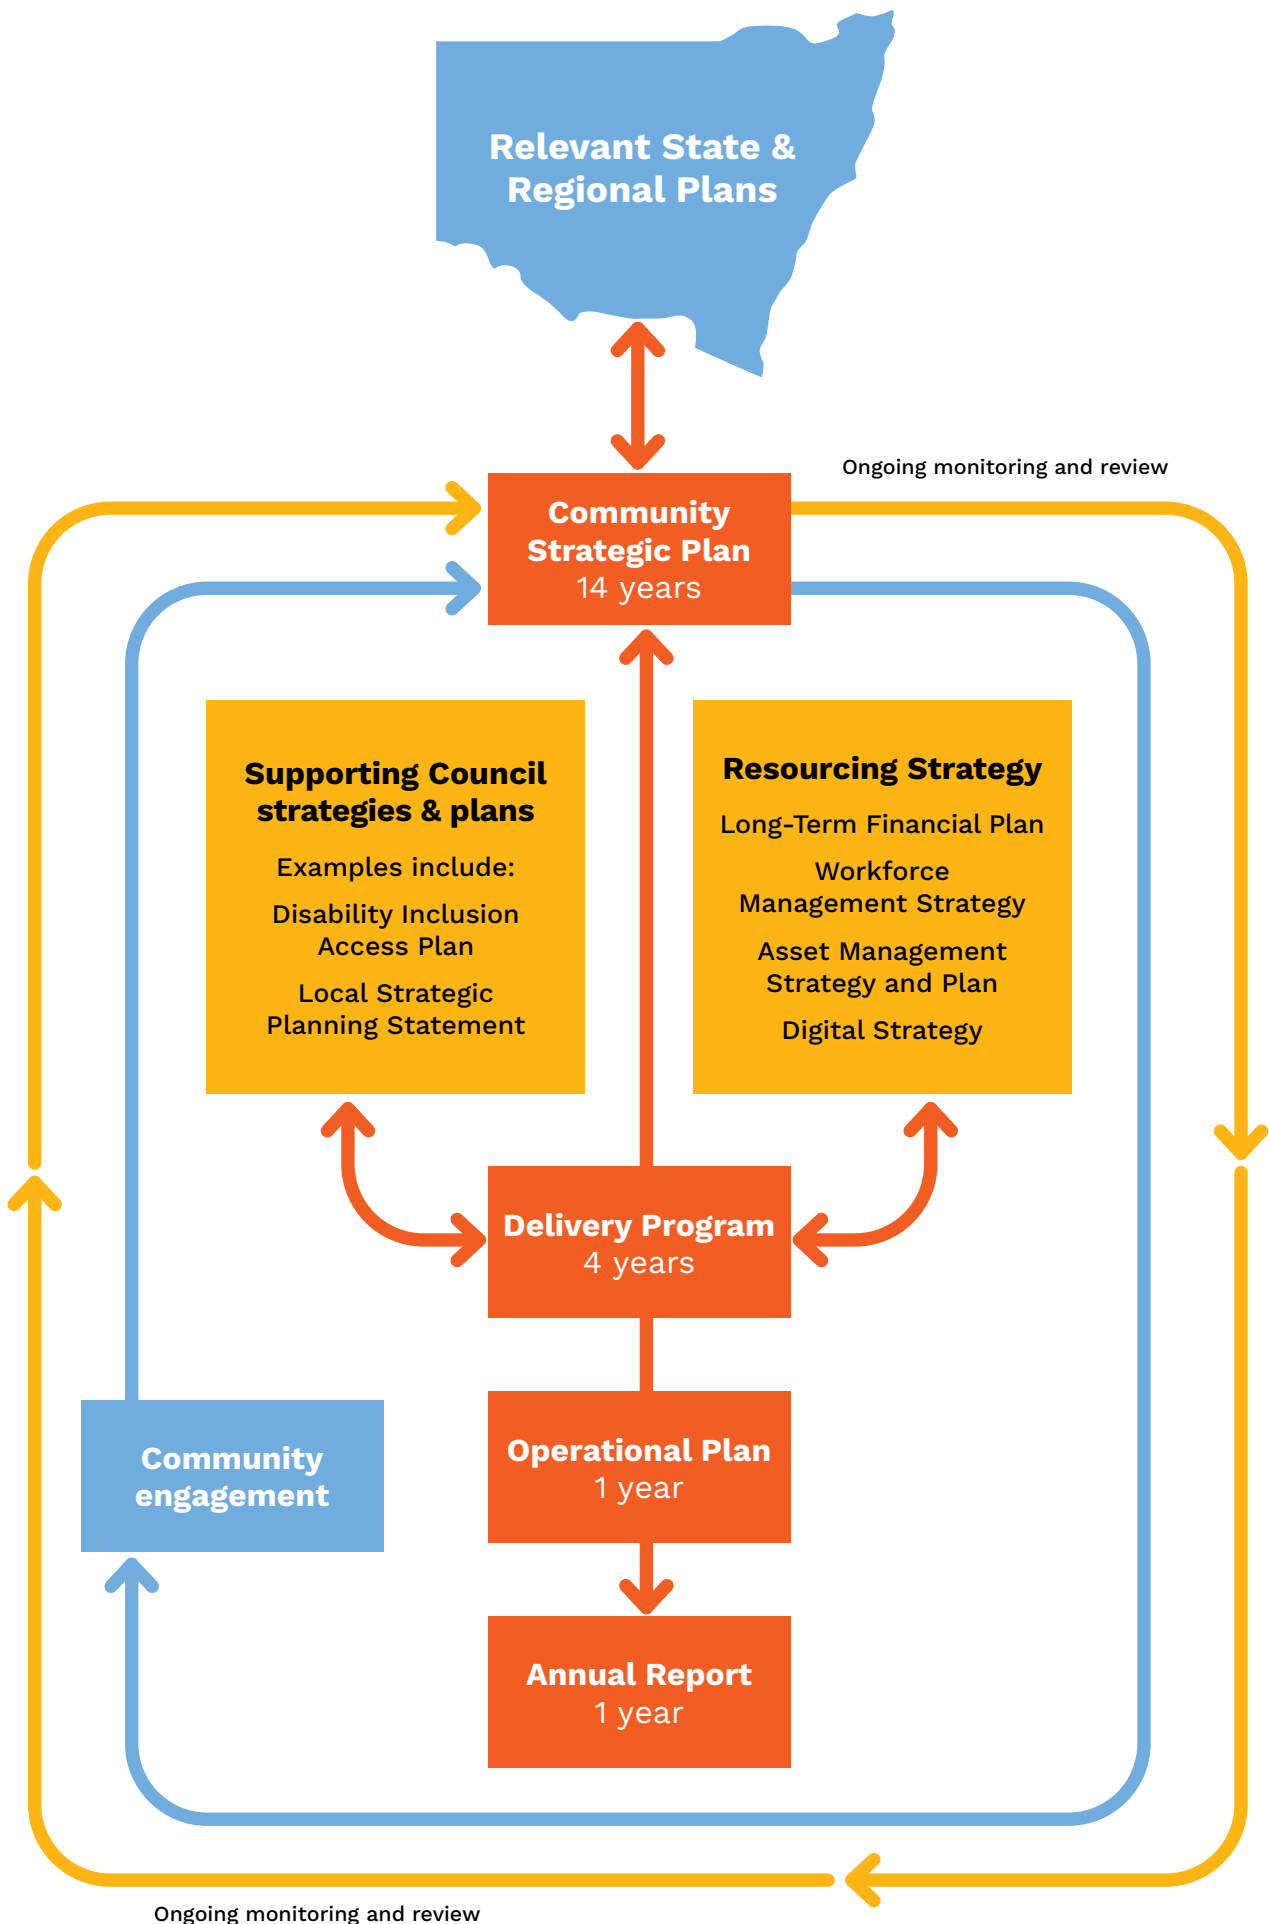 Relevant State &
Regional Plans
Ongoing monitoring and review
Community
Strategic Plan
14 years
Supporting Council
strategies & plans
Examples include:
Disability Inclusion
Access Plan
Local Strategic
Planning Statement
Resourcing Strategy
Long-Term Financial Plan
Workforce
Management Strategy
Asset Management
Strategy and Plan
Digital Strategy
Delivery Program
4 years
Community
engagement
Operational Plan
1 year
Annual Report
1 year
Ongoing monitoring and review